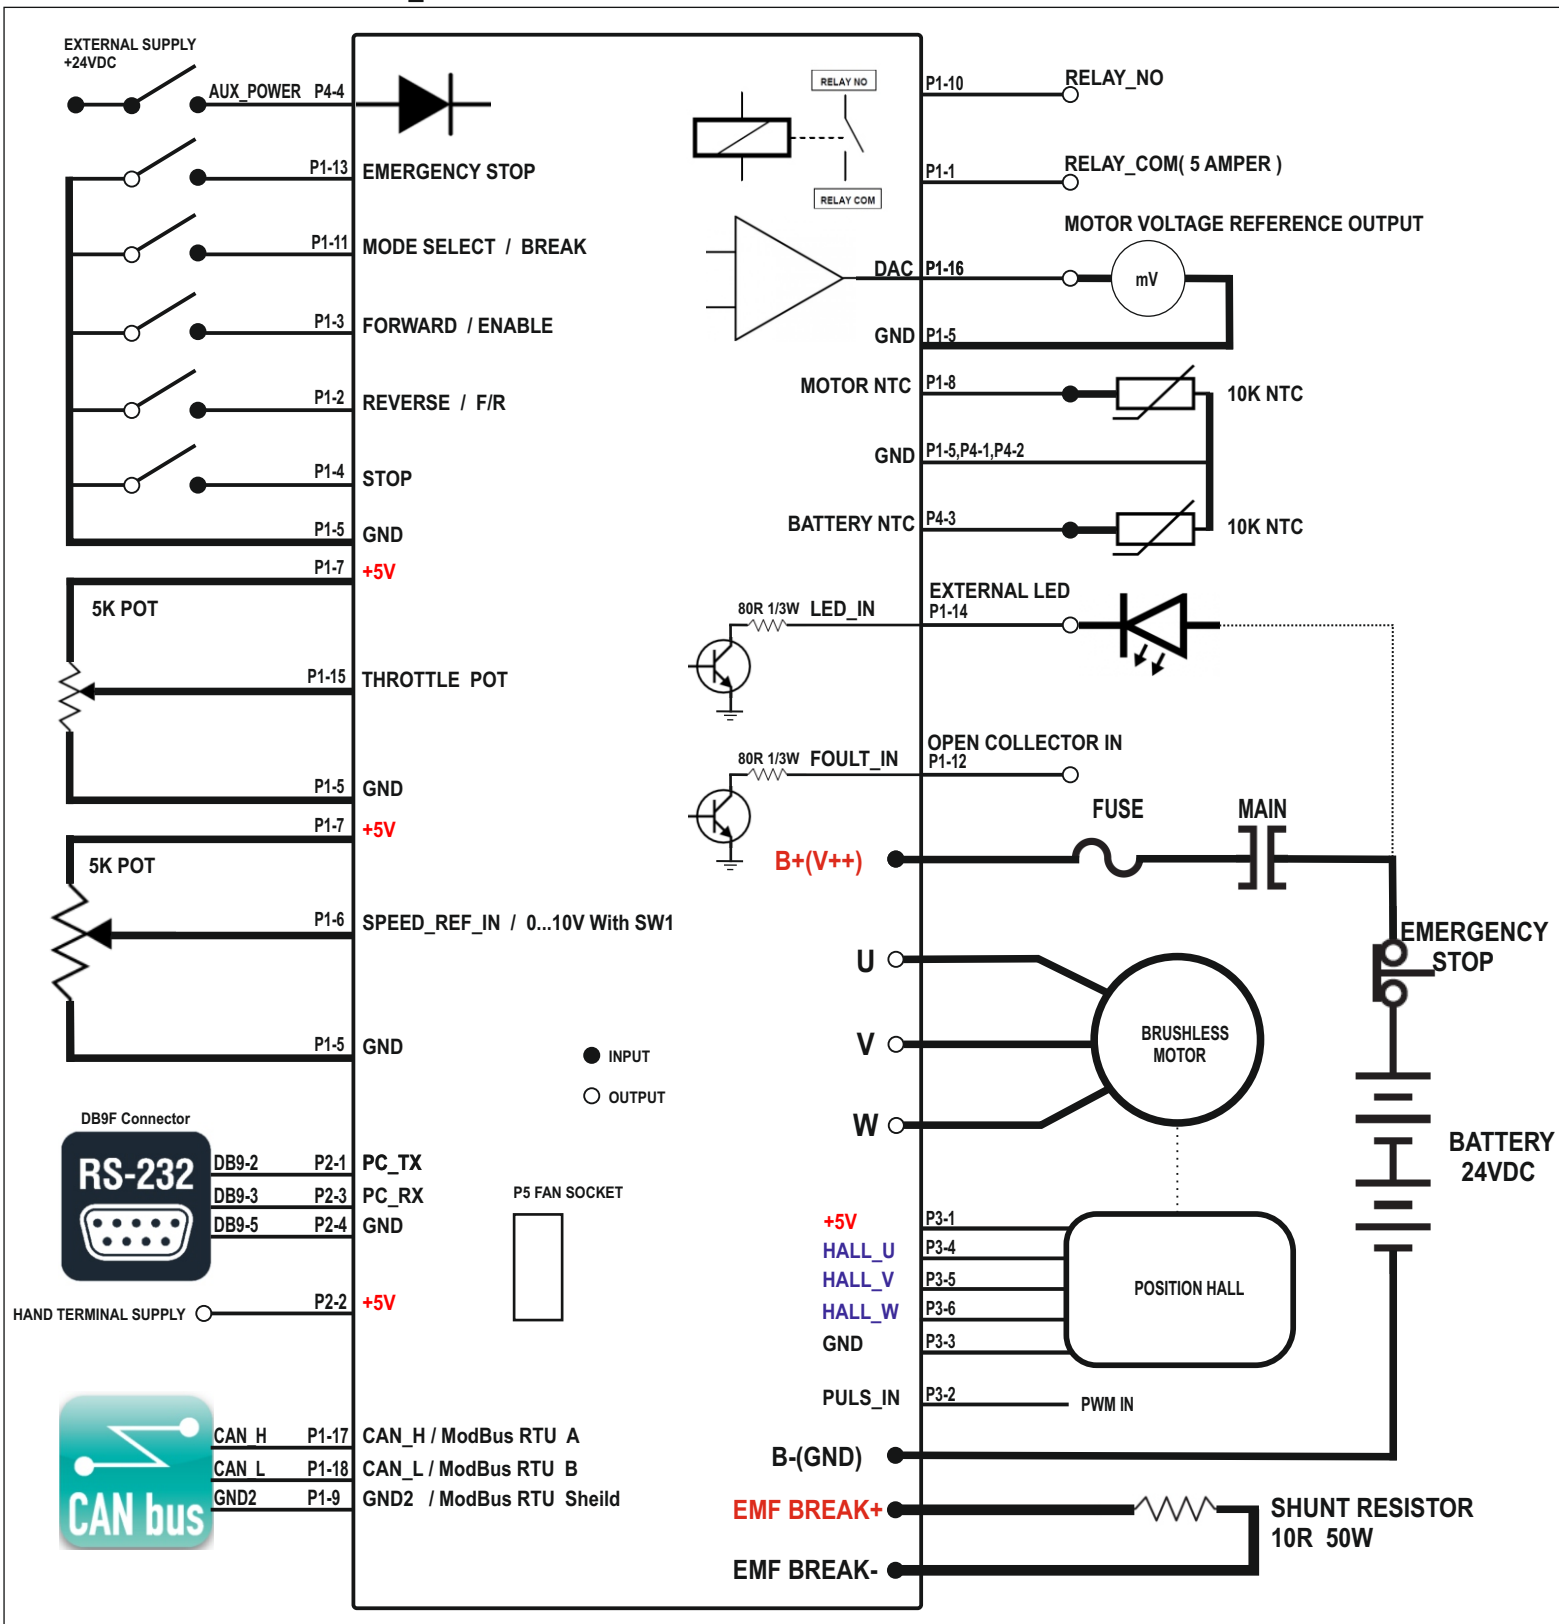 EXTERNAL SUPPLY
+24VDC
AUX_POWER P4-4
P1-13 EMERGENCY STOP
P1-11 MODE SELECT / BREAK
P1-3 FORWARD / ENABLE
P1-2 REVERSE / F/R
P1-4 STOP
P1-5 GND
P1-7 +5V
5K POT
P1-15 THROTTLE POT
P1-5 GND
P1-7 +5V
5K POT
P1-6 SPEED_REF_IN / 0...10V With SW1
P1-5 GND
INPUT
OUTPUT
DB9F Connector
RS-232
DB9-2 P2-1 PC_TX
DB9-3 P2-3 PC_RX
DB9-5 P2-4 GND
P5 FAN SOCKET
HAND TERMINAL SUPPLY P2-2 +5V
CAN bus
CAN_H P1-17 CAN_H / ModBus RTU A
CAN_L P1-18 CAN_L / ModBus RTU B
GND2 P1-9 GND2 / ModBus RTU Sheild
RELAY NO
RELAY COM
P1-10 RELAY_NO
P1-1 RELAY_COM( 5 AMPER )
MOTOR VOLTAGE REFERENCE OUTPUT
DAC P1-16
mV
GND P1-5
MOTOR NTC P1-8 10K NTC
GND P1-5,P4-1,P4-2
BATTERY NTC P4-3 10K NTC
EXTERNAL LED
80R 1/3W LED_IN P1-14
OPEN COLLECTOR IN
80R 1/3W FOULT_IN P1-12
FUSE MAIN
B+(V++)
EMERGENCY
STOP
U
V
W
BRUSHLESS
MOTOR
BATTERY
24VDC
+5V P3-1
HALL_U P3-4
HALL_V P3-5
HALL_W P3-6
GND P3-3
POSITION HALL
PULS_IN P3-2 PWM IN
B-(GND)
EMF BREAK+
SHUNT RESISTOR
10R 50W
EMF BREAK-